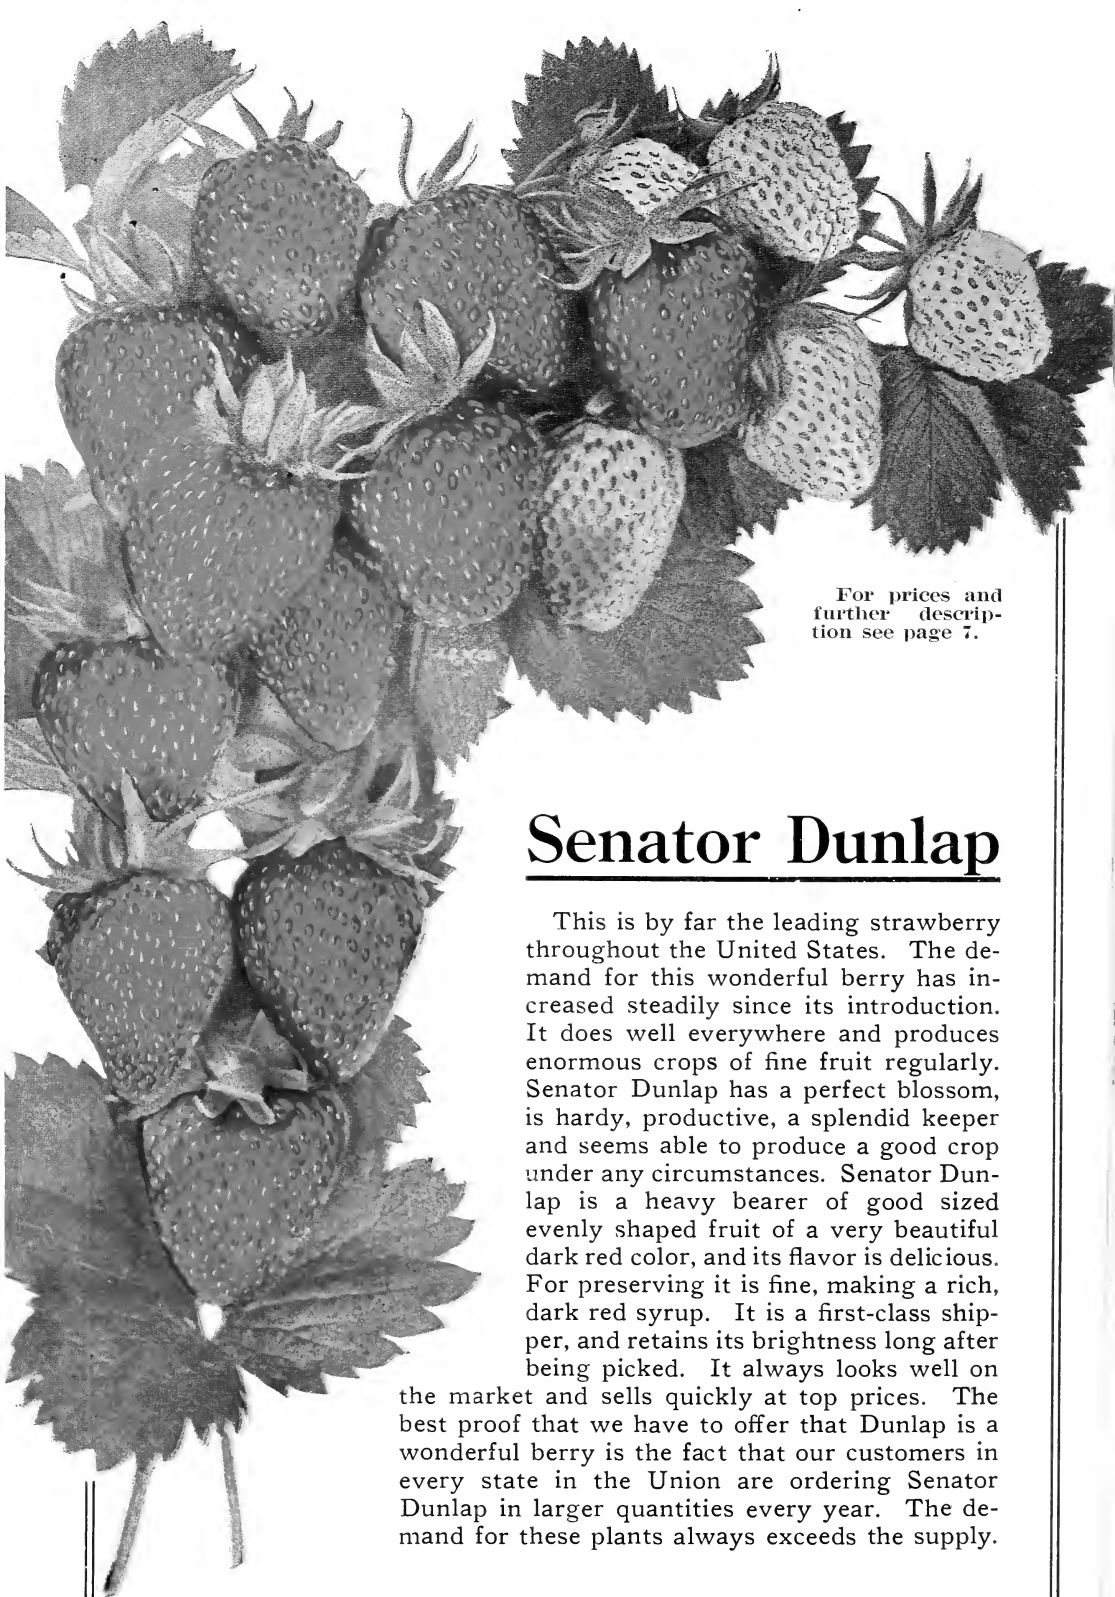 For prices and
further descrip-
tion see page 7.
Senator Dunlap
This is by far the leading strawberry
throughout the United States. The de-
mand for this wonderful berry has in-
creased steadily since its introduction.
It does well everywhere and produces
enormous crops of fine fruit regularly.
Senator Dunlap has a perfect blossom,
is hardy, productive, a splendid keeper
and seems able to produce a good crop
under any circumstances. Senator Dun-
lap is a heavy bearer of good sized
evenly shaped fruit of a very beautiful
dark red color, and its flavor is delicious.
For preserving it is fine, making a rich,
dark red syrup. It is a first-class ship-
per, and retains its brightness long after
being picked. It always looks well on
the market and sells quickly at top prices. The
best proof that we have to offer that Dunlap is a
wonderful berry is the fact that our customers in
every state in the Union are ordering Senator
Dunlap in larger quantities every year. The de-
mand for these plants always exceeds the supply.